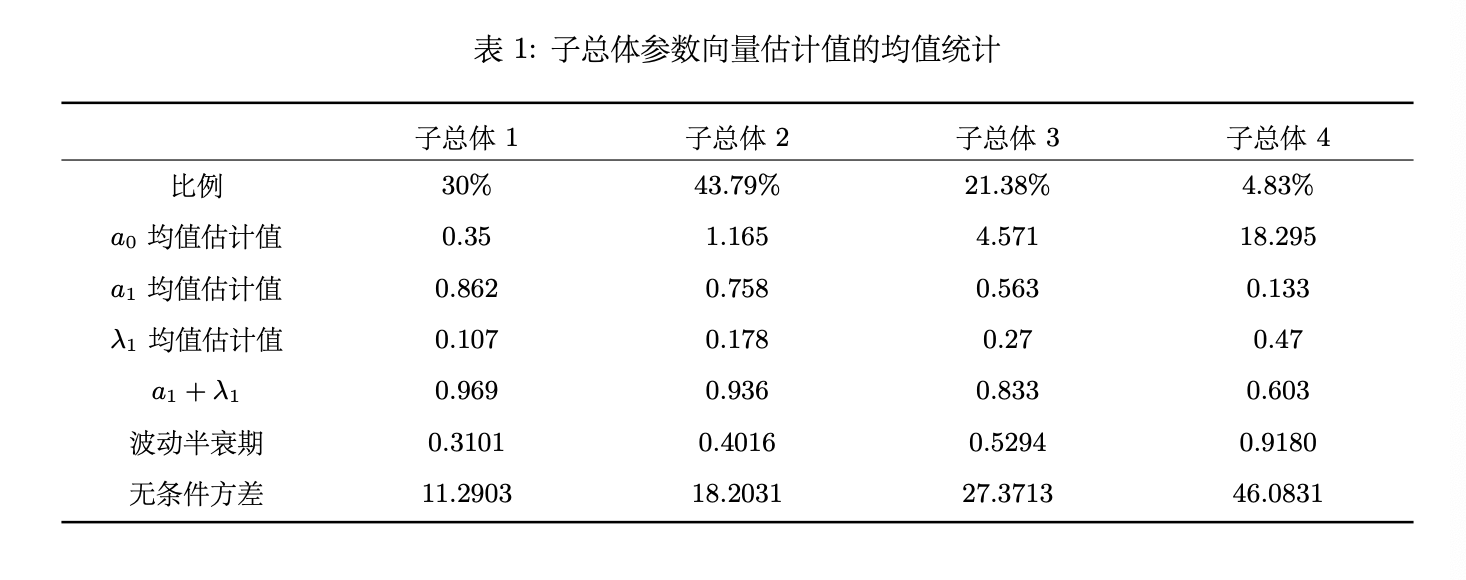 表 1: 子总体参数向量估计值的均值统计
子总体 1 子总体 2 子总体 3 子总体 4
比例 30% 43.79% 21.38% 4.83%
a₀ 均值估计值 0.35 1.165 4.571 18.295
a₁ 均值估计值 0.862 0.758 0.563 0.133
λ₁ 均值估计值 0.107 0.178 0.27 0.47
a₁ + λ₁ 0.969 0.936 0.833 0.603
波动半衰期 0.3101 0.4016 0.5294 0.9180
无条件方差 11.2903 18.2031 27.3713 46.0831